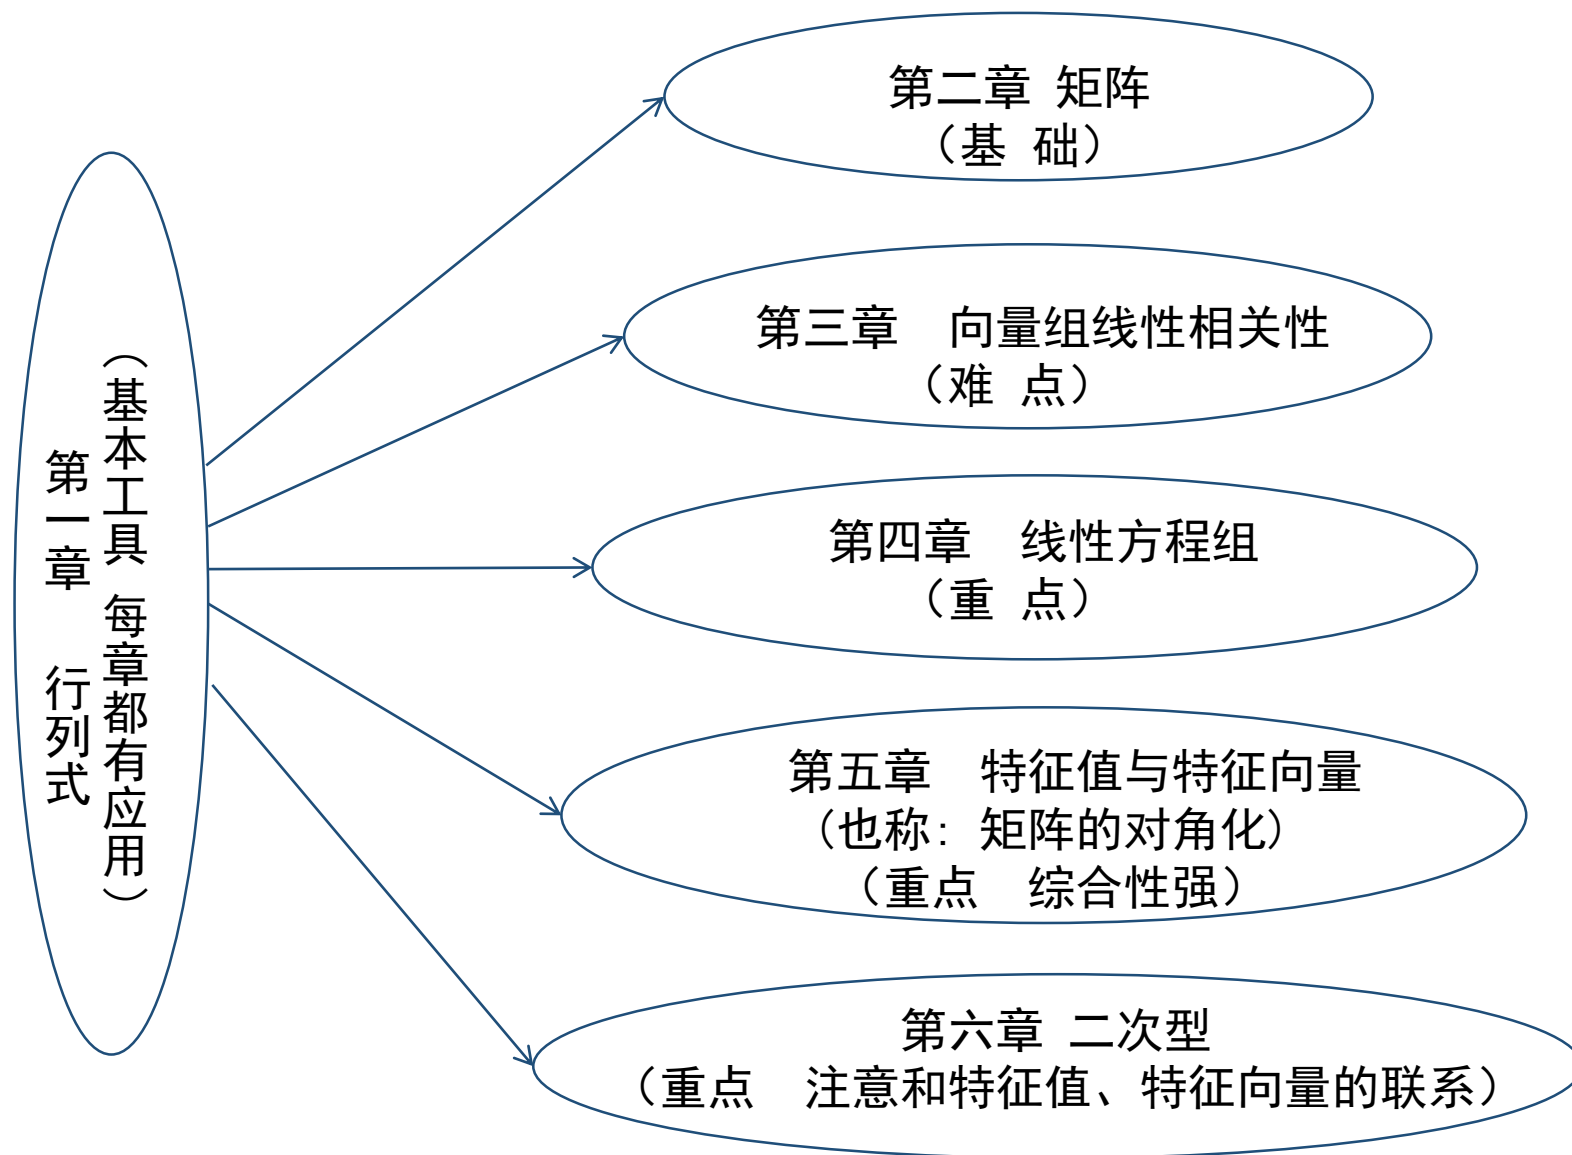 第一章 行列式
（基本工具 每章都有应用）
第二章 矩阵
（基 础）
第三章 向量组线性相关性
（难 点）
第四章 线性方程组
（重 点）
第五章 特征值与特征向量
（也称：矩阵的对角化）
（重点 综合性强）
第六章 二次型
（重点 注意和特征值、特征向量的联系）